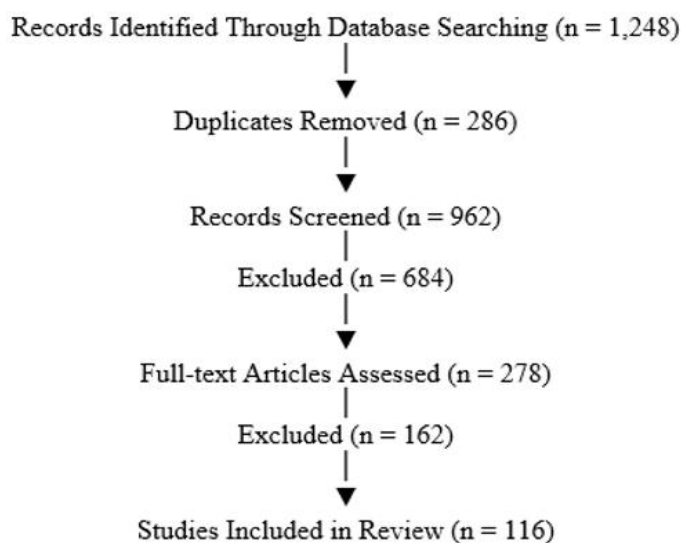 Records Identified Through Database Searching (n = 1,248)
Duplicates Removed (n = 286)
Records Screened (n = 962)
Excluded (n = 684)
Full-text Articles Assessed (n = 278)
Excluded (n = 162)
Studies Included in Review (n = 116)